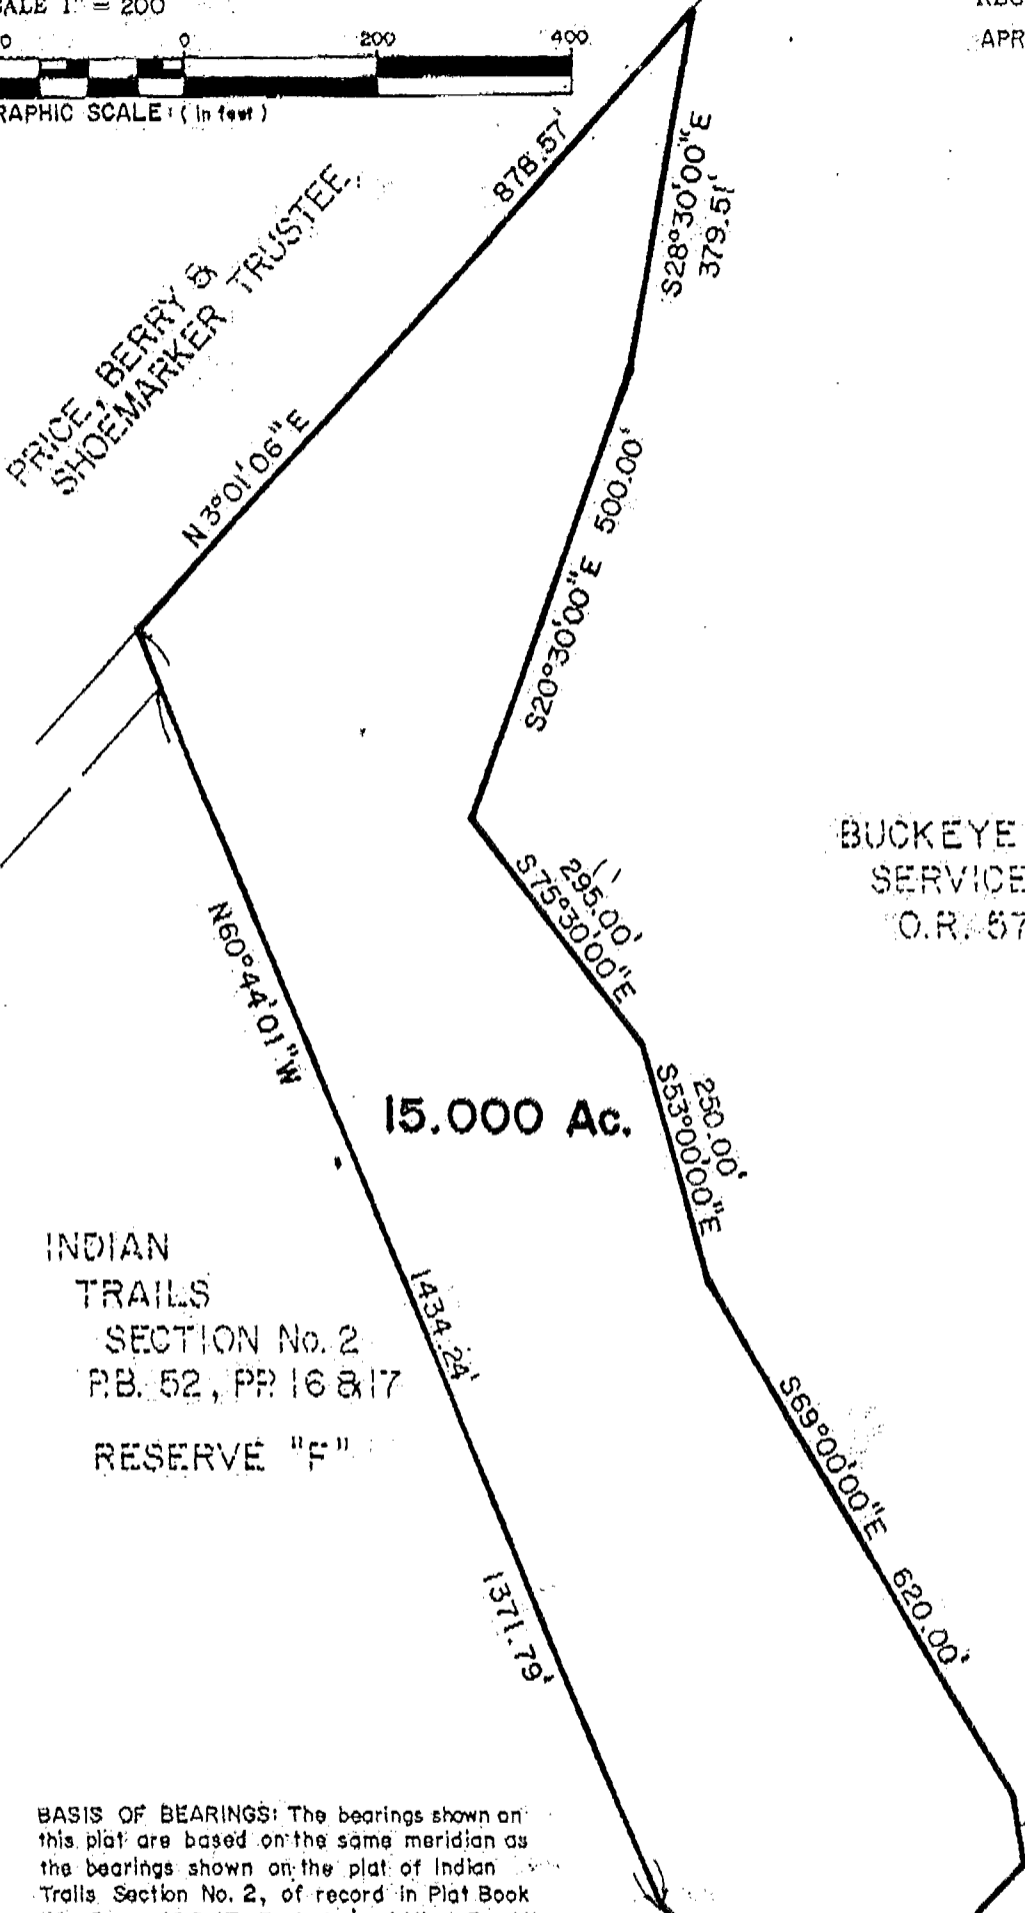 SCALE 1" = 200
0
200
400
GRAPHIC SCALE: (in feet)
APR
878.57'
S28°30'00"E
379.51'
PRICE, BERRY &
SHOEMARKER TRUSTEE
N 3°01'06"E
S20°30'00"E 500.00'
BUCKEYE
SERVICE
O.R. 57
295.00'
S75°30'00"E
N60°44'01"W
250.00'
S53°00'00"E
15.000 Ac.
INDIAN
TRAILS
SECTION No. 2
P.B. 52, PP. 16 & 17
RESERVE "F"
1434.24'
S69°00'00"E 620.00'
1371.79'
BASIS OF BEARINGS: The bearings shown on
this plat are based on the same meridian as
the bearings shown on the plat of Indian
Trails Section No. 2, of record in Plat Book